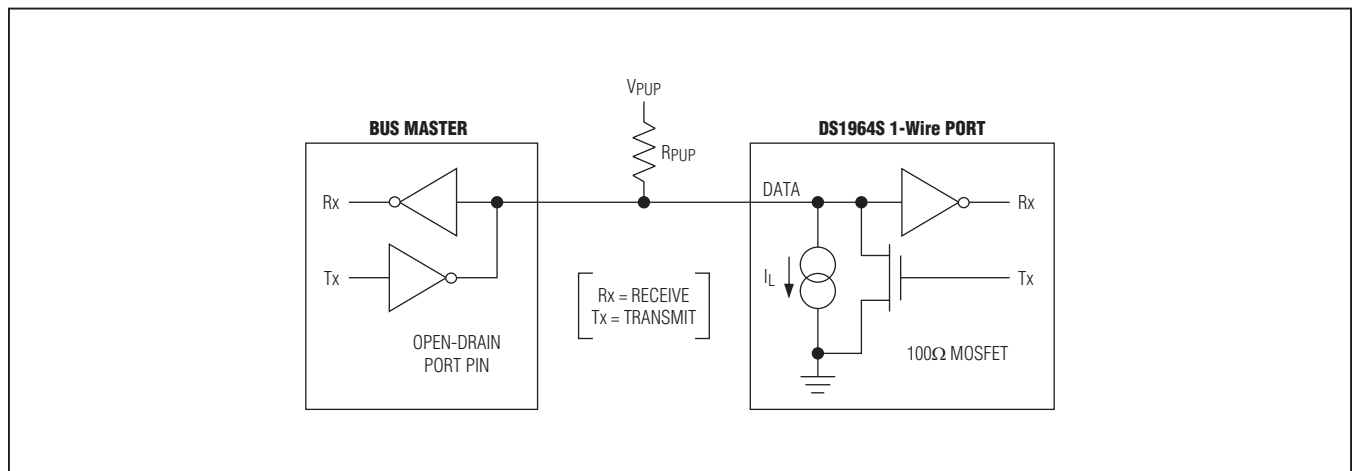 VPUP
BUS MASTER
DS1964S 1-Wire PORT
RPUP
DATA
Rx
Rx
Tx
Tx
IL
Rx = RECEIVE
Tx = TRANSMIT
OPEN-DRAIN
PORT PIN
100Ω MOSFET